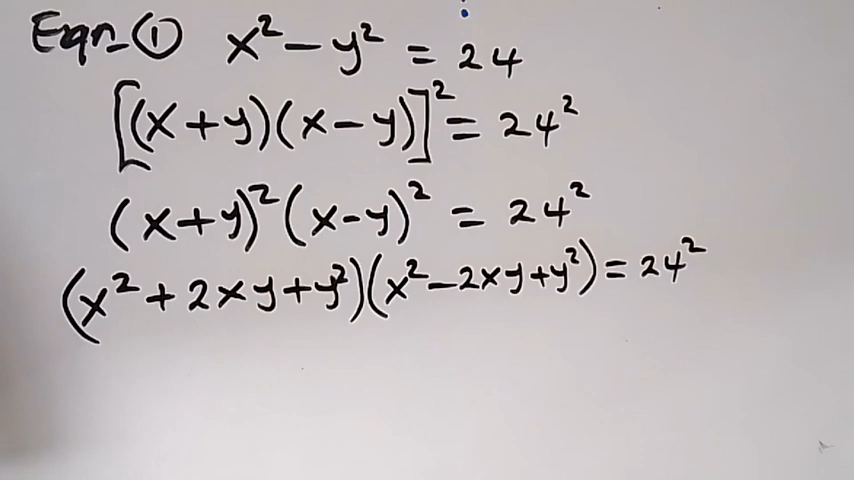 Eqn-① x² - y² = 24
[(x+y)(x-y)]² = 24²
(x+y)²(x-y)² = 24²
(x²+2xy+y²)(x²-2xy+y²) = 24²